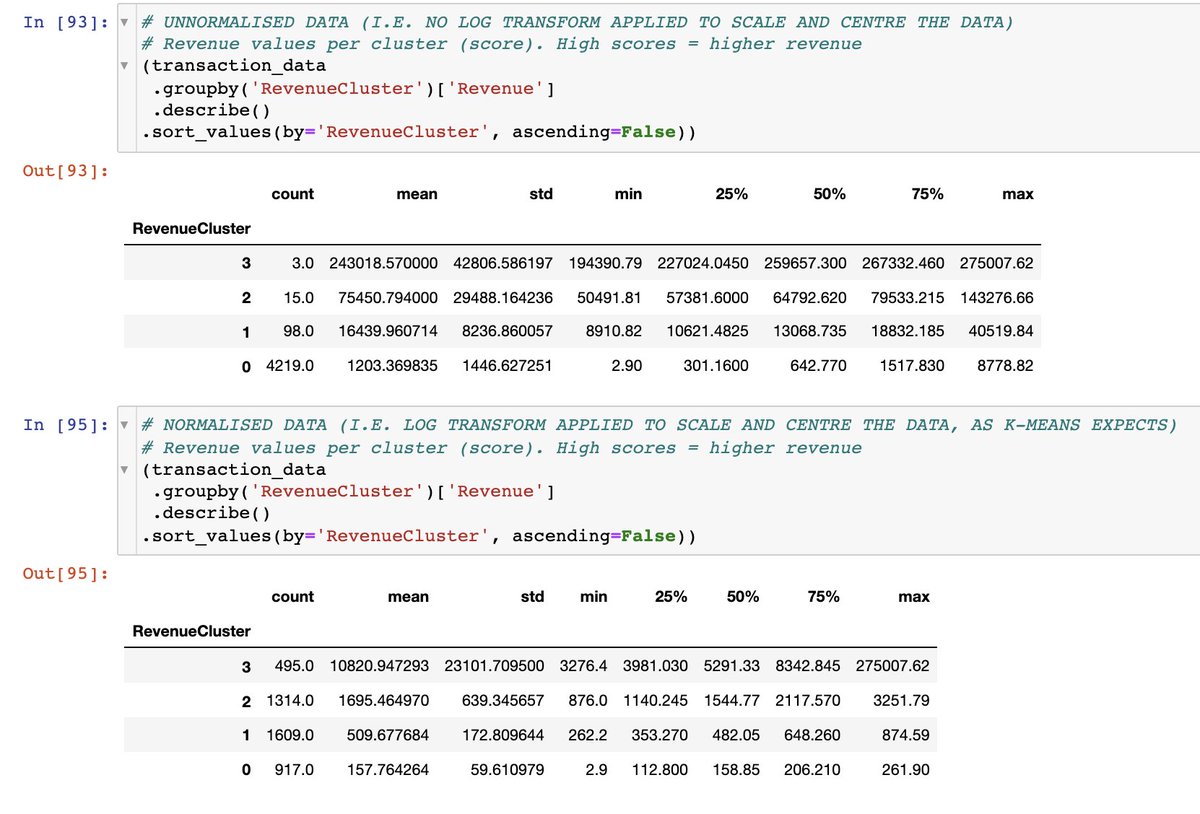 In [93]: # UNNORMALISED DATA (I.E. NO LOG TRANSFORM APPLIED TO SCALE AND CENTRE THE DATA)
# Revenue values per cluster (score). High scores = higher revenue
(transaction_data
.groupby('RevenueCluster')['Revenue']
.describe()
.sort_values(by='RevenueCluster', ascending=False))
Out[93]:
count mean std min 25% 50% 75% max
RevenueCluster
3 3.0 243018.570000 42806.586197 194390.79 227024.0450 259657.300 267332.460 275007.62
2 15.0 75450.794000 29488.164236 50491.81 57381.6000 64792.620 79533.215 143276.66
1 98.0 16439.960714 8236.860057 8910.82 10621.4825 13068.735 18832.185 40519.84
0 4219.0 1203.369835 1446.627251 2.90 301.1600 642.770 1517.830 8778.82
In [95]: # NORMALISED DATA (I.E. LOG TRANSFORM APPLIED TO SCALE AND CENTRE THE DATA, AS K-MEANS EXPECTS)
# Revenue values per cluster (score). High scores = higher revenue
(transaction_data
.groupby('RevenueCluster')['Revenue']
.describe()
.sort_values(by='RevenueCluster', ascending=False))
Out[95]:
count mean std min 25% 50% 75% max
RevenueCluster
3 495.0 10820.947293 23101.709500 3276.4 3981.030 5291.33 8342.845 275007.62
2 1314.0 1695.464970 639.345657 876.0 1140.245 1544.77 2117.570 3251.79
1 1609.0 509.677684 172.809644 262.2 353.270 482.05 648.260 874.59
0 917.0 157.764264 59.610979 2.9 112.800 158.85 206.210 261.90